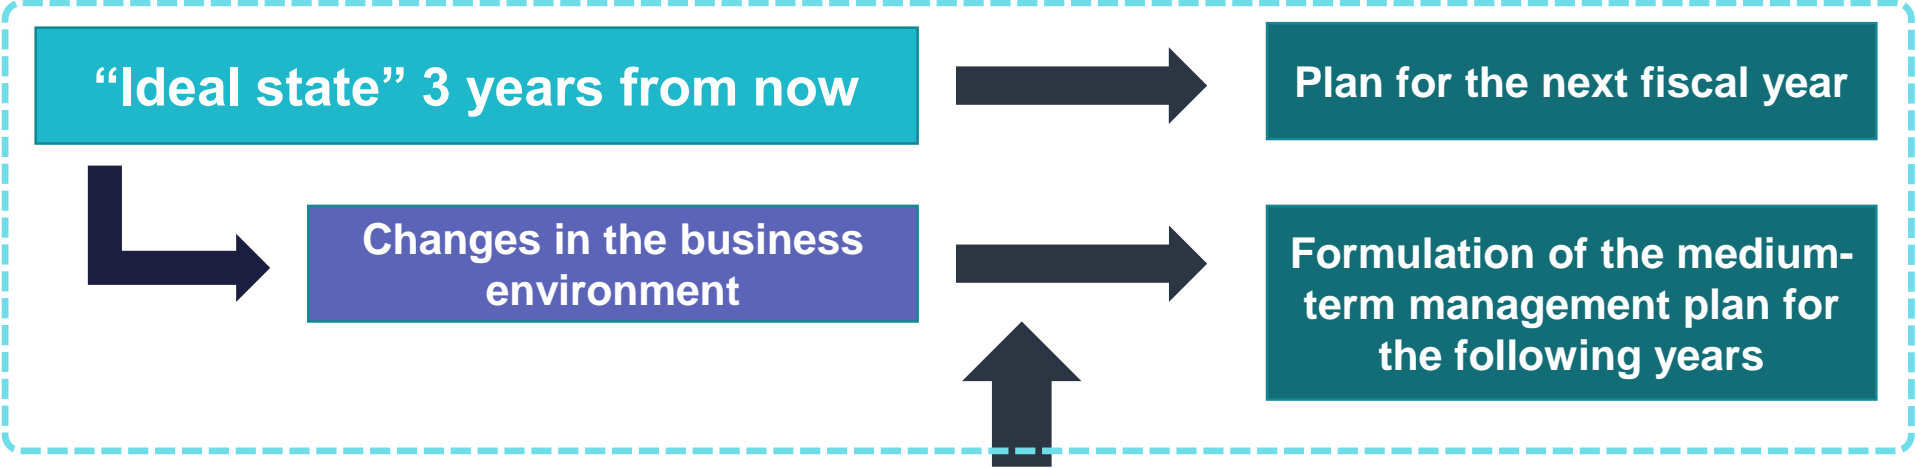 “Ideal state” 3 years from now
Plan for the next fiscal year
Changes in the business
environment
Formulation of the medium-
term management plan for
the following years